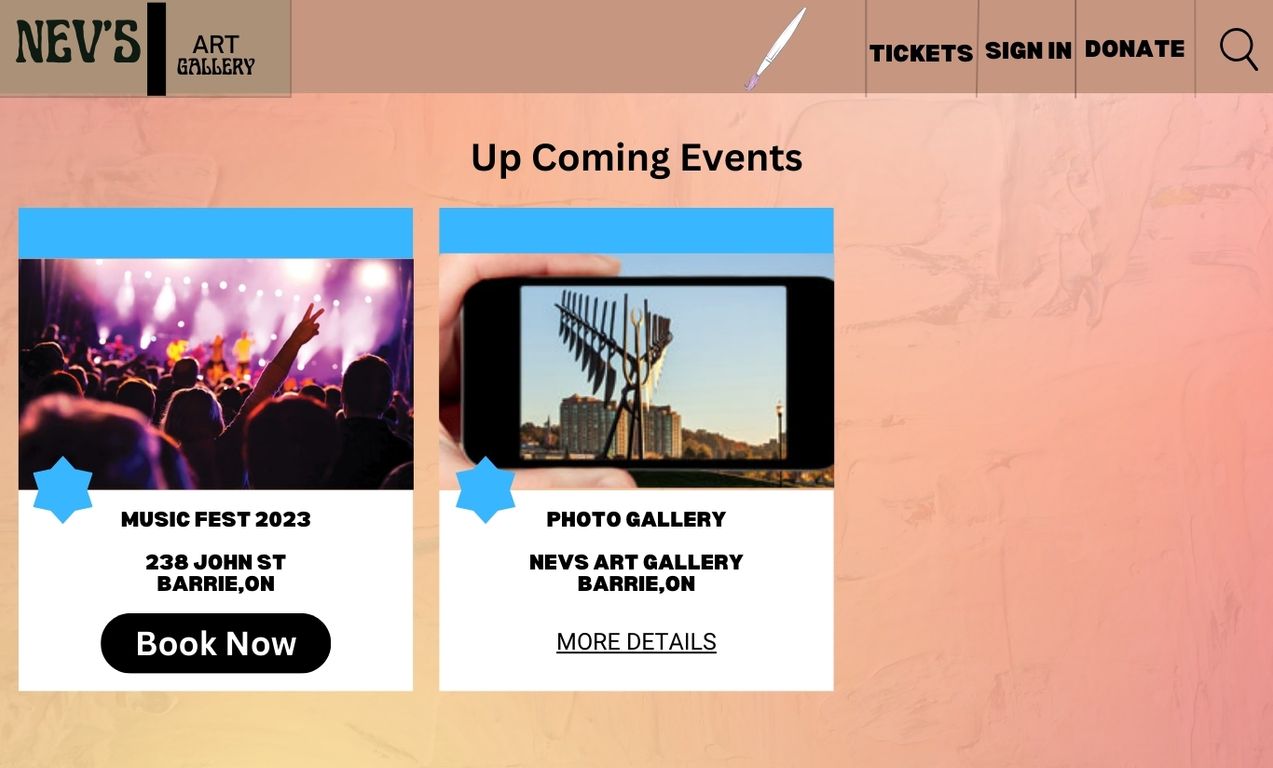 NEV'S
ART
GALLERY
TICKETS
SIGN IN
DONATE
Up Coming Events
MUSIC FEST 2023
238 JOHN ST
BARRIE,ON
Book Now
PHOTO GALLERY
NEVS ART GALLERY
BARRIE,ON
MORE DETAILS